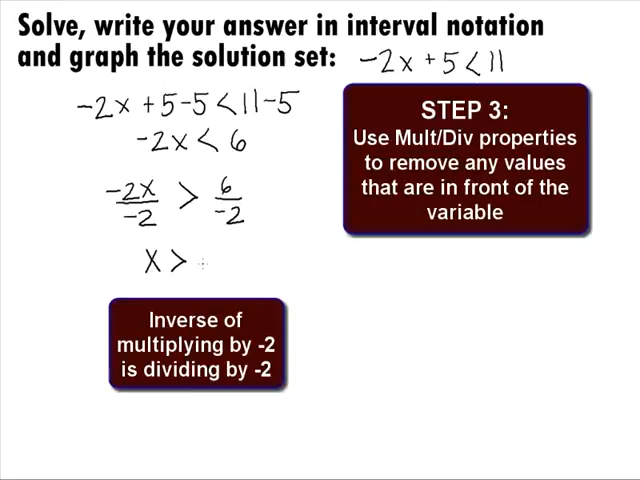 Solve, write your answer in interval notation
and graph the solution set: -2x + 5 < 11
-2x + 5 - 5 < 11 - 5
-2x < 6
-2x/-2 > 6/-2
x >
STEP 3:
Use Mult/Div properties
to remove any values
that are in front of the
variable
Inverse of
multiplying by -2
is dividing by -2